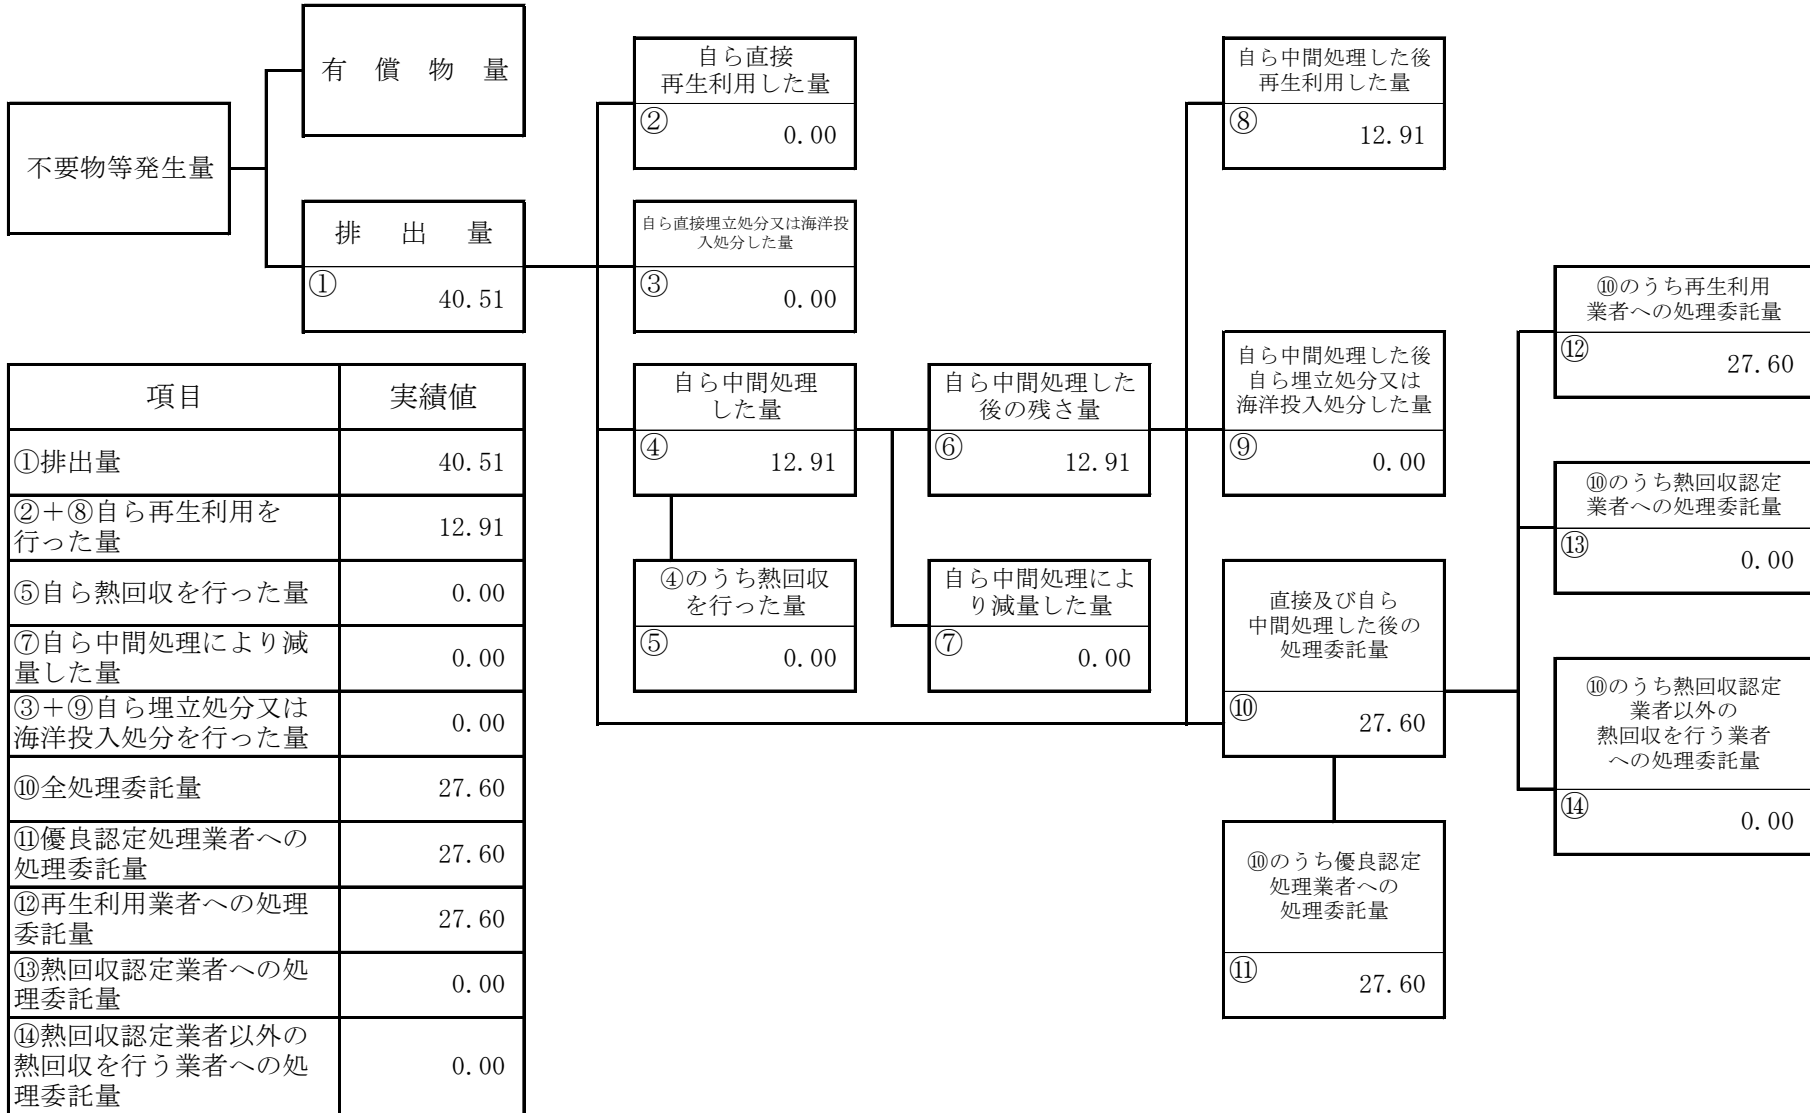 有償物量
不要物等発生量
排出量
①
40.51
自ら直接
再生利用した量
②
0.00
自ら直接埋立処分又は海洋投
入処分した量
③
0.00
自ら中間処理
した量
④
12.91
④のうち熱回収
を行った量
⑤
0.00
自ら中間処理した
後の残さ量
⑥
12.91
自ら中間処理によ
り減量した量
⑦
0.00
自ら中間処理した後
再生利用した量
⑧
12.91
自ら中間処理した後
自ら埋立処分又は
海洋投入処分した量
⑨
0.00
直接及び自ら
中間処理した後の
処理委託量
⑩
27.60
⑩のうち優良認定
処理業者への
処理委託量
⑪
27.60
⑩のうち再生利用
業者への処理委託量
⑫
27.60
⑩のうち熱回収認定
業者への処理委託量
⑬
0.00
⑩のうち熱回収認定
業者以外の
熱回収を行う業者
への処理委託量
⑭
0.00
項目 実績値
①排出量 40.51
②＋⑧自ら再生利用を
行った量 12.91
⑤自ら熱回収を行った量 0.00
⑦自ら中間処理により減
量した量 0.00
③＋⑨自ら埋立処分又は
海洋投入処分を行った量 0.00
⑩全処理委託量 27.60
⑪優良認定処理業者への
処理委託量 27.60
⑫再生利用業者への処理
委託量 27.60
⑬熱回収認定業者への処
理委託量 0.00
⑭熱回収認定業者以外の
熱回収を行う業者への処
理委託量 0.00